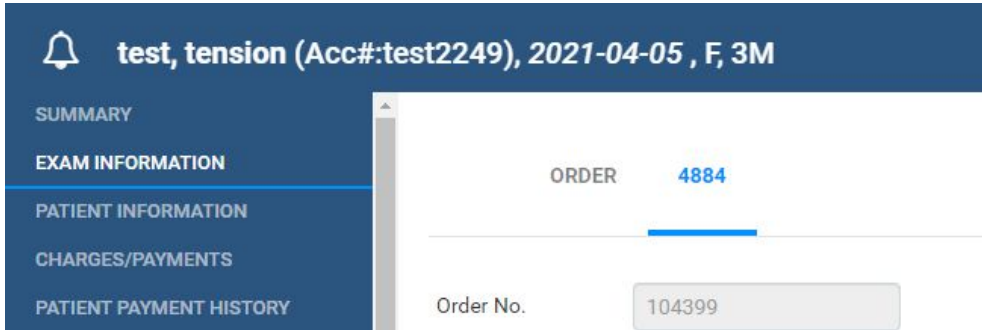 test, tension (Acc#:test2249), 2021-04-05 , F, 3M
SUMMARY
EXAM INFORMATION
PATIENT INFORMATION
CHARGES/PAYMENTS
PATIENT PAYMENT HISTORY
ORDER 4884
Order No. 104399